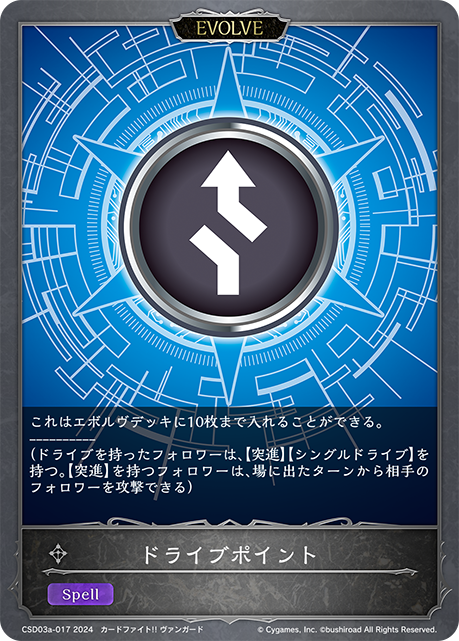 EVOLVE
これはエボルヴデッキに10枚まで入れることができる。
----------
(ドライブを持ったフォロワーは、【突進】【シングルドライブ】を
持つ。【突進】を持つフォロワーは、場に出たターンから相手の
フォロワーを攻撃できる)
ドライブポイント
Spell
CSD03a-017 2024 カードファイト!! ヴァンガード © Cygames, Inc. ©bushiroad All Rights Reserved.